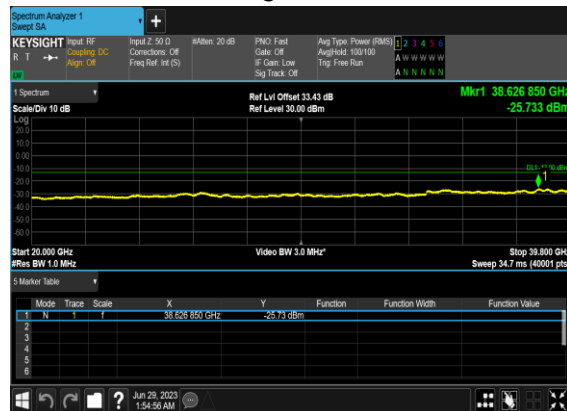 Spectrum Analyzer 1
Swept SA
KEYSIGHT Input: RF Input Z: 50 Ω #Atten: 20 dB PNO: Fast Avg Type: Power (RMS) 1 2 3 4 5 6
R T Coupling: DC Corrections: Off Gate: Off Avg|Hold: 100/100 A W W W W W
Align: Off Freq Ref: Int (S) IF Gain: Low Trig: Free Run
Sig Track: Off A N N N N N
1 Spectrum Ref Lvl Offset 33.43 dB Mkr1 38.626 850 GHz
Scale/Div 10 dB Ref Level 30.00 dBm -25.733 dBm
Log
20.0
10.0
0.00
-10.0
-20.0
-30.0
-40.0
-50.0
-60.0
1
Start 20.000 GHz Video BW 3.0 MHz* Stop 39.800 GHz
#Res BW 1.0 MHz Sweep 34.7 ms (40001 pts)
5 Marker Table
Mode Trace Scale X Y Function Function Width Function Value
1 N 1 f 38.626 850 GHz -25.73 dBm
2
3
4
5
6
? Jun 29, 2023
1:54:56 AM